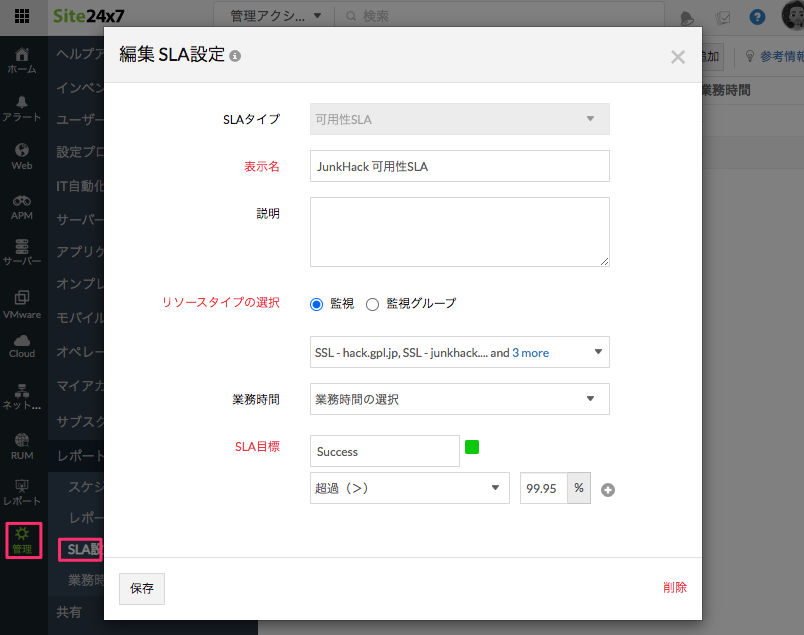 Site24x7
管理アクシ...
検索
編集 SLA設定
追加
参考情報
業務時間
ホーム
アラート
Web
APM
サーバー
VMware
Cloud
ネット...
RUM
レポート
管理
ヘルプア
インベン
ユーザー
設定プロ
IT自動化
サーバー
アプリケ
オンプレ
モバイル
オペレー
マイアカ
サブスク
レポート
スケジ
レポー
SLA設
業務時
共有
SLAタイプ
可用性SLA
表示名
JunkHack 可用性SLA
説明
リソースタイプの選択
監視
監視グループ
SSL - hack.gpl.jp, SSL - junkhack.... and 3 more
業務時間
業務時間の選択
SLA目標
Success
超過（＞）
99.95
%
保存
削除